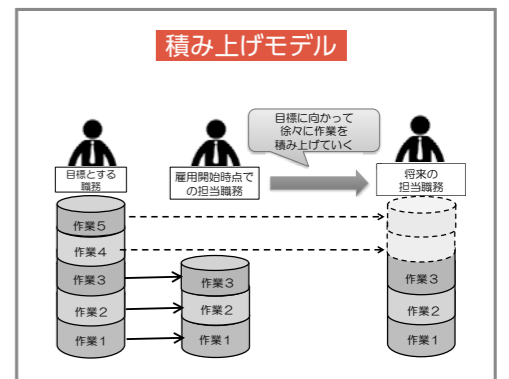 積み上げモデル
目標に向かって
徐々に作業を
積み上げていく
目標とする
職務
雇用開始時点で
の担当職務
将来の
担当職務
作業5
作業4
作業3
作業2
作業1
作業3
作業2
作業1
作業3
作業2
作業1